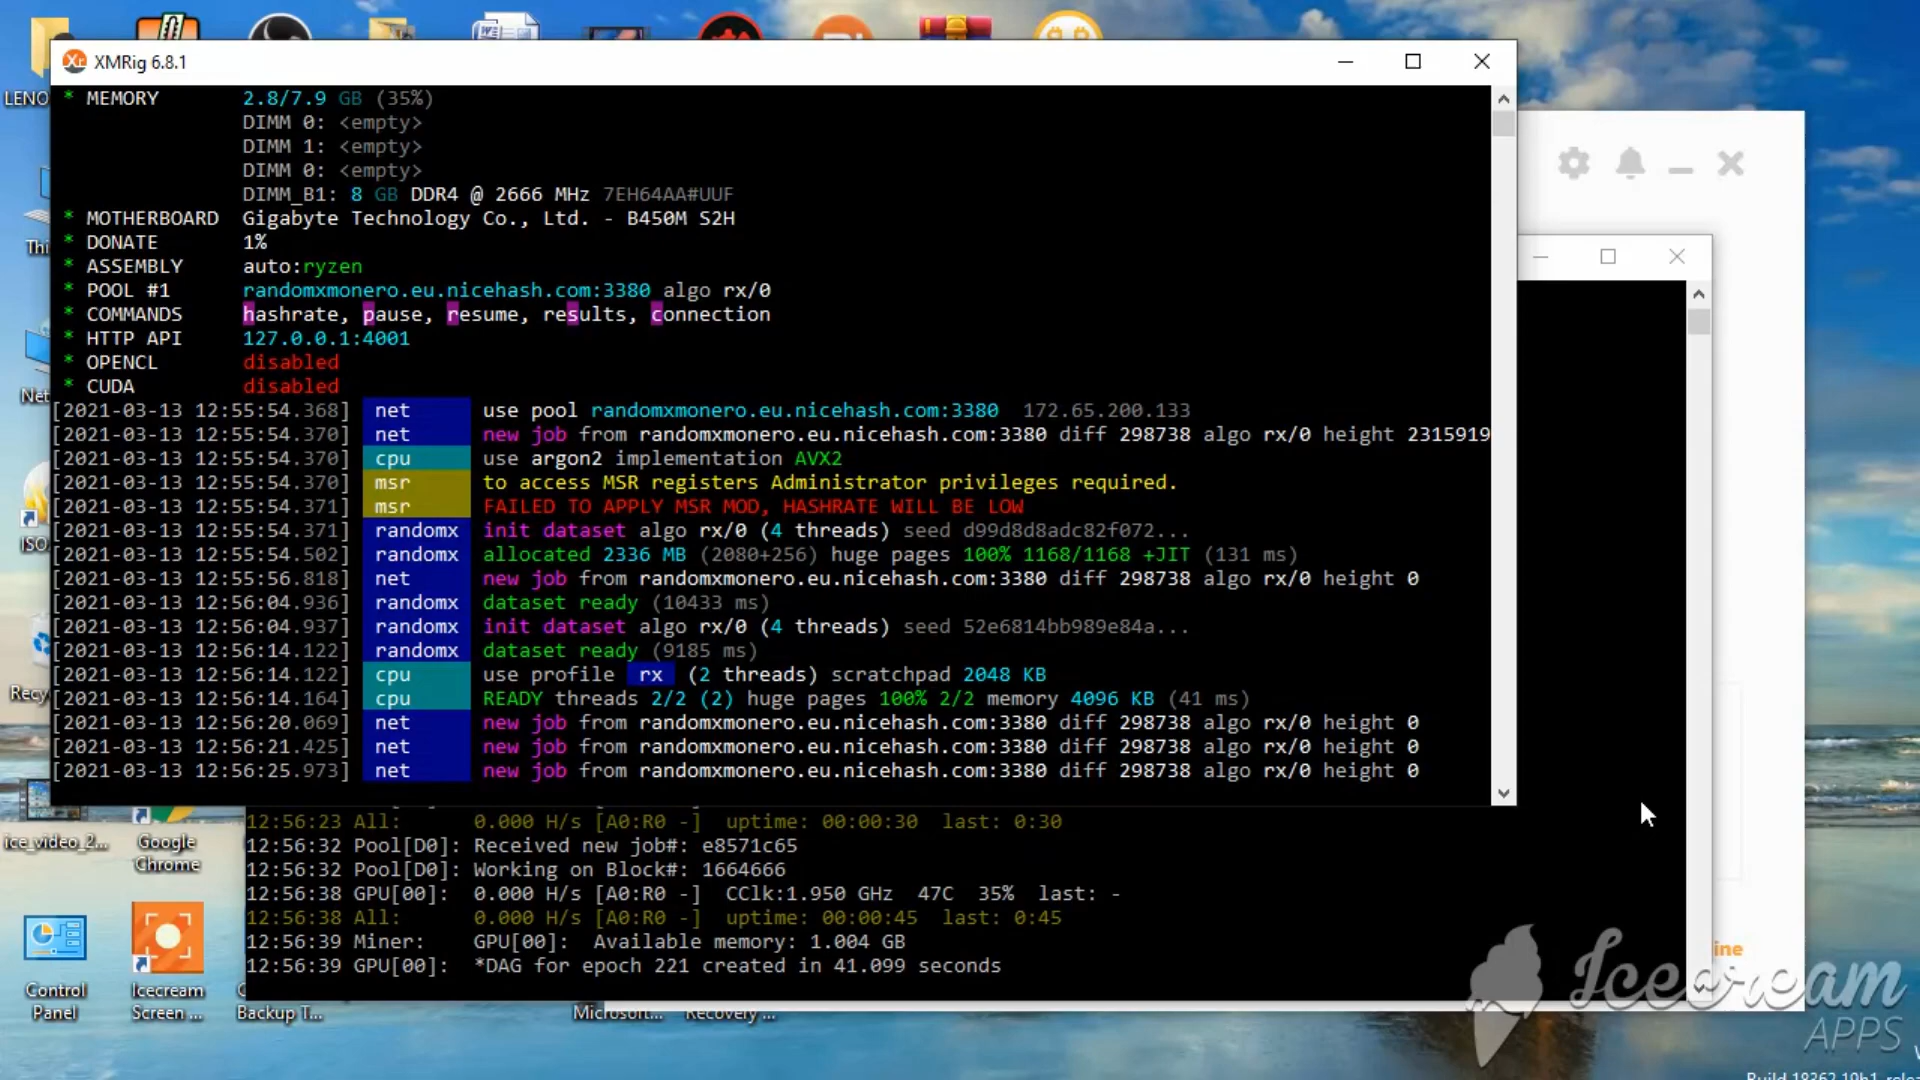 XMRig 6.8.1
* MEMORY 2.8/7.9 GB (35%)
DIMM 0: <empty>
DIMM 1: <empty>
DIMM 0: <empty>
DIMM_B1: 8 GB DDR4 @ 2666 MHz 7EH64AA#UUF
* MOTHERBOARD Gigabyte Technology Co., Ltd. - B450M S2H
* DONATE 1%
* ASSEMBLY auto:ryzen
* POOL #1 randomxmonero.eu.nicehash.com:3380 algo rx/0
* COMMANDS hashrate, pause, resume, results, connection
* HTTP API 127.0.0.1:4001
* OPENCL disabled
* CUDA disabled
[2021-03-13 12:55:54.368] net use pool randomxmonero.eu.nicehash.com:3380 172.65.200.133
[2021-03-13 12:55:54.370] net new job from randomxmonero.eu.nicehash.com:3380 diff 298738 algo rx/0 height 2315919
[2021-03-13 12:55:54.370] cpu use argon2 implementation AVX2
[2021-03-13 12:55:54.370] msr to access MSR registers Administrator privileges required.
[2021-03-13 12:55:54.371] msr FAILED TO APPLY MSR MOD, HASHRATE WILL BE LOW
[2021-03-13 12:55:54.371] randomx init dataset algo rx/0 (4 threads) seed d99d8d8adc82f072...
[2021-03-13 12:55:54.502] randomx allocated 2336 MB (2080+256) huge pages 100% 1168/1168 +JIT (131 ms)
[2021-03-13 12:55:56.818] net new job from randomxmonero.eu.nicehash.com:3380 diff 298738 algo rx/0 height 0
[2021-03-13 12:56:04.936] randomx dataset ready (10433 ms)
[2021-03-13 12:56:04.937] randomx init dataset algo rx/0 (4 threads) seed 52e6814bb989e84a...
[2021-03-13 12:56:14.122] randomx dataset ready (9185 ms)
[2021-03-13 12:56:14.122] cpu use profile rx (2 threads) scratchpad 2048 KB
[2021-03-13 12:56:14.164] cpu READY threads 2/2 (2) huge pages 100% 2/2 memory 4096 KB (41 ms)
[2021-03-13 12:56:20.069] net new job from randomxmonero.eu.nicehash.com:3380 diff 298738 algo rx/0 height 0
[2021-03-13 12:56:21.425] net new job from randomxmonero.eu.nicehash.com:3380 diff 298738 algo rx/0 height 0
[2021-03-13 12:56:25.973] net new job from randomxmonero.eu.nicehash.com:3380 diff 298738 algo rx/0 height 0
12:56:23 All: 0.000 H/s [A0:R0 -] uptime: 00:00:30 last: 0:30
12:56:32 Pool[D0]: Received new job#: e8571c65
12:56:32 Pool[D0]: Working on Block#: 1664666
12:56:38 GPU[00]: 0.000 H/s [A0:R0 -] CClk:1.950 GHz 47C 35% last: -
12:56:38 All: 0.000 H/s [A0:R0 -] uptime: 00:00:45 last: 0:45
12:56:39 Miner: GPU[00]: Available memory: 1.004 GB
12:56:39 GPU[00]: *DAG for epoch 221 created in 41.099 seconds
LENO
Thi
Net
ISO
Recy
ice_video_2...
Google
Chrome
Control
Panel
Icecream
Screen ...
Backup T...
Microsoft...
Recovery ...
ine
Icecream
APPS